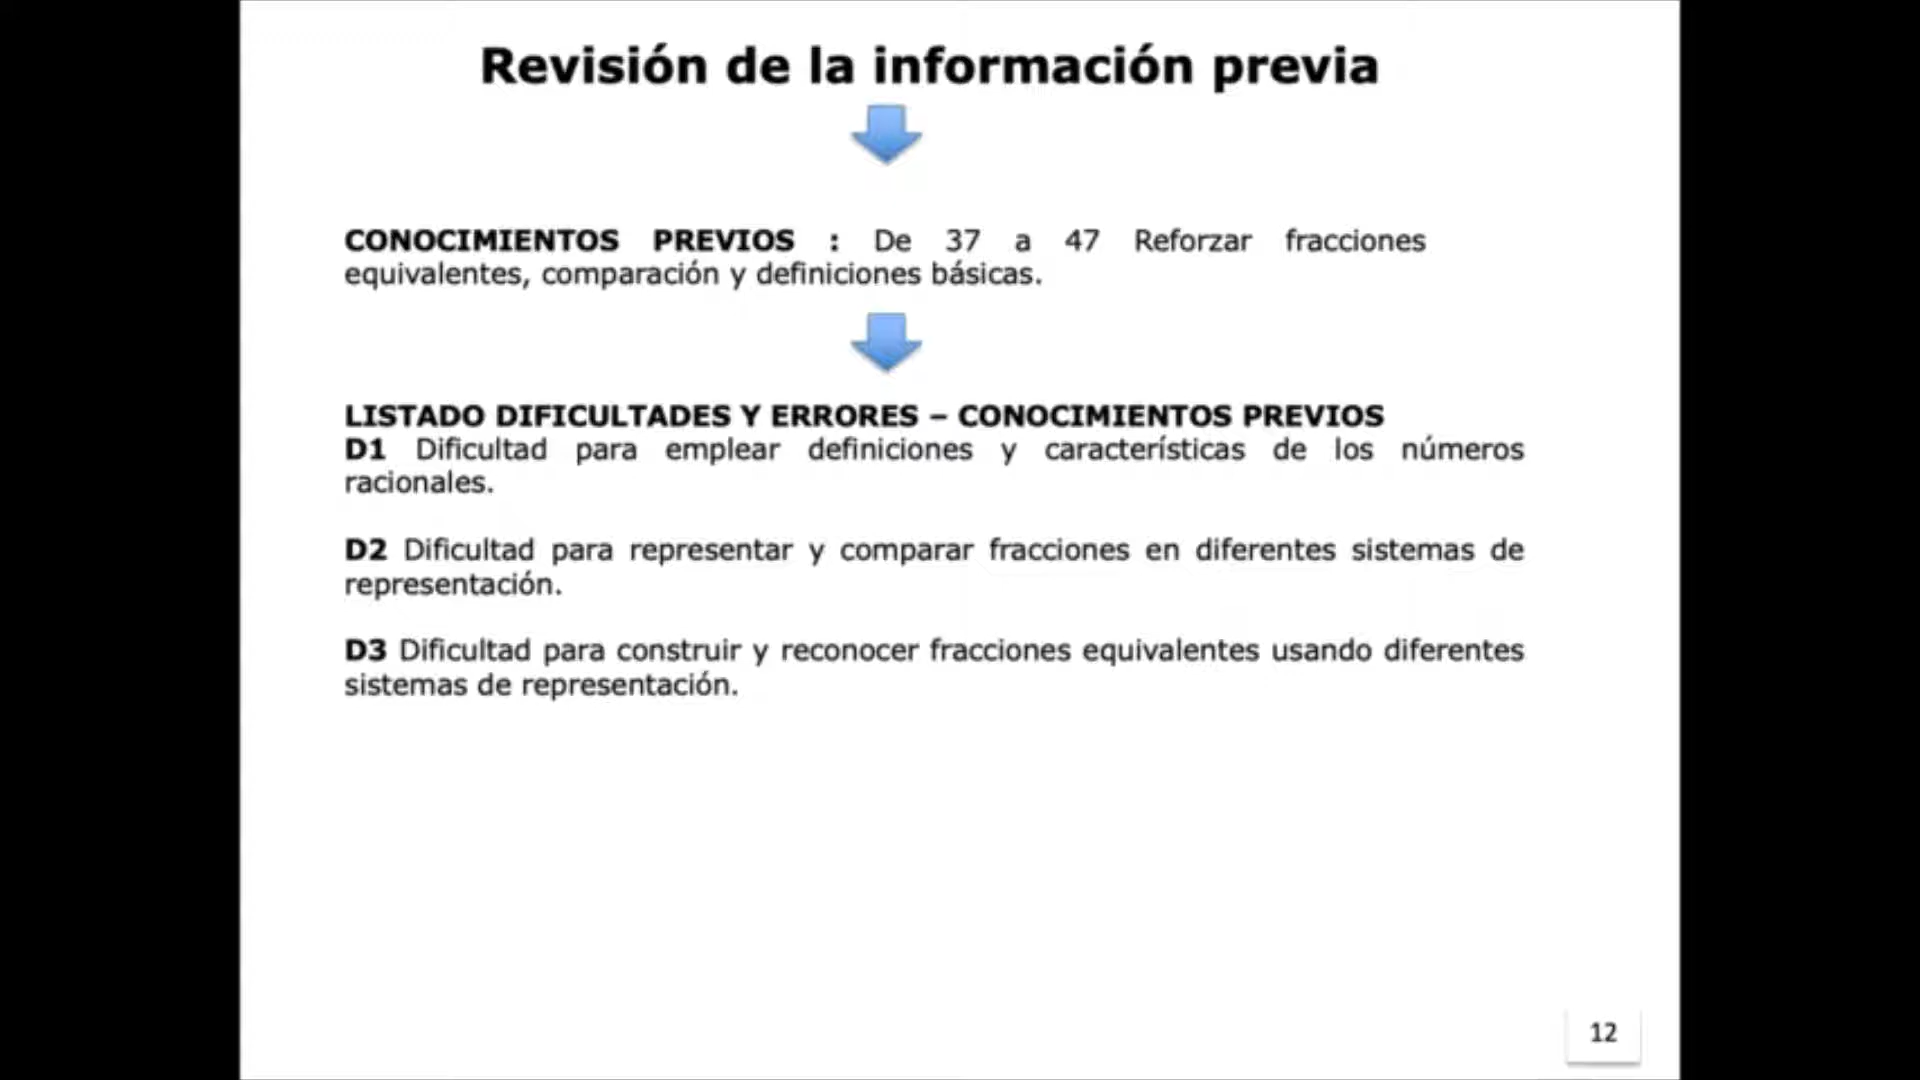 Revisión de la información previa
CONOCIMIENTOS PREVIOS : De 37 a 47 Reforzar fracciones
equivalentes, comparación y definiciones básicas.
LISTADO DIFICULTADES Y ERRORES – CONOCIMIENTOS PREVIOS
D1 Dificultad para emplear definiciones y características de los números
racionales.
D2 Dificultad para representar y comparar fracciones en diferentes sistemas de
representación.
D3 Dificultad para construir y reconocer fracciones equivalentes usando diferentes
sistemas de representación.
12